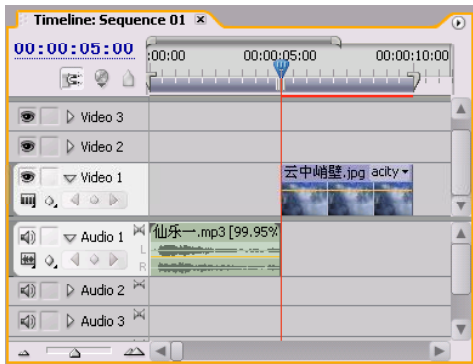 Timeline: Sequence 01
00:00:05:00
:00:00 00:00:05:00 00:00:10:00
Video 3
Video 2
Video 1
云中峭壁.jpg acity
Audio 1
仙乐一.mp3 [99.95%
L
R
Audio 2
Audio 3